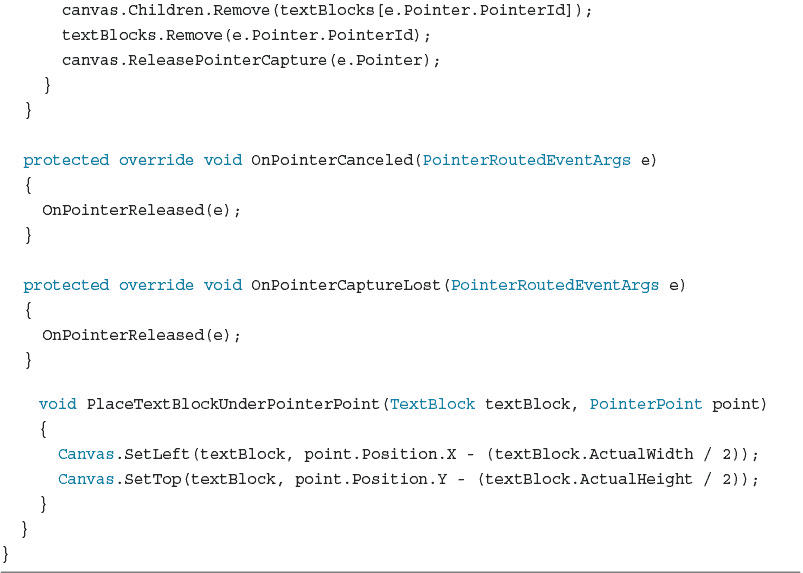 canvas.Children.Remove(textBlocks[e.Pointer.PointerId]);
textBlocks.Remove(e.Pointer.PointerId);
canvas.ReleasePointerCapture(e.Pointer);
}
}
protected override void OnPointerCanceled(PointerRoutedEventArgs e)
{
OnPointerReleased(e);
}
protected override void OnPointerCaptureLost(PointerRoutedEventArgs e)
{
OnPointerReleased(e);
}
void PlaceTextBlockUnderPointerPoint(TextBlock textBlock, PointerPoint point)
{
Canvas.SetLeft(textBlock, point.Position.X - (textBlock.ActualWidth / 2));
Canvas.SetTop(textBlock, point.Position.Y - (textBlock.ActualHeight / 2));
}
}
}